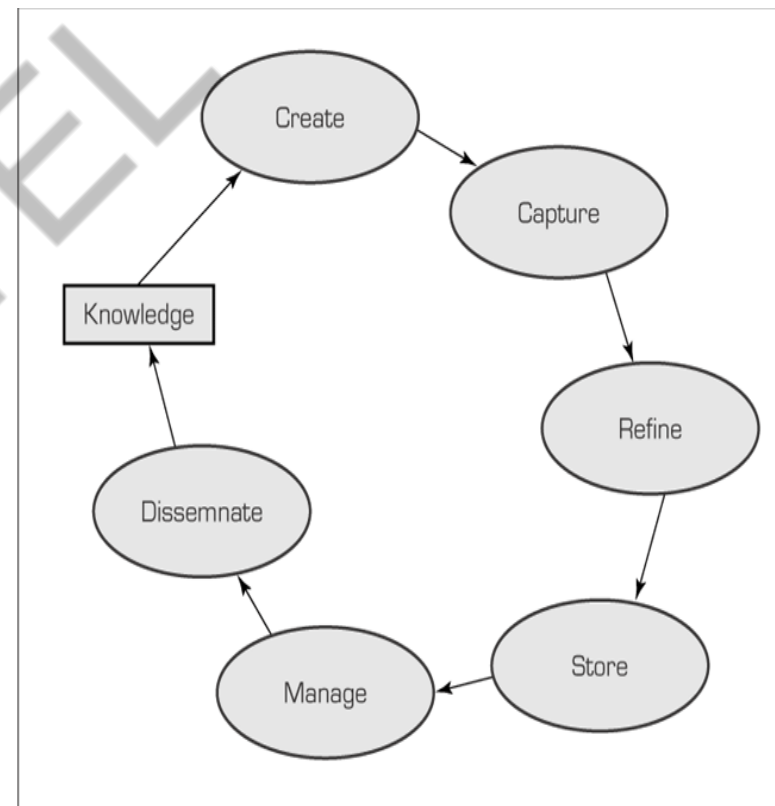 Create
Capture
Knowledge
Refine
Dissemnate
Store
Manage